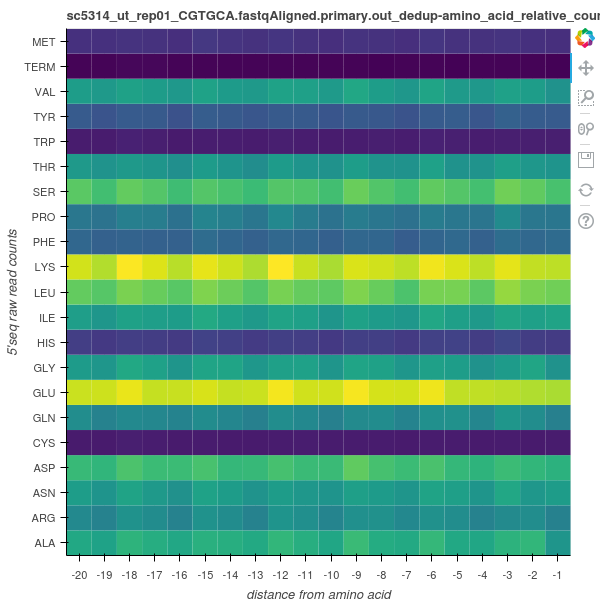 sc5314_ut_rep01_CGTGCA.fastqAligned.primary.out_dedup-amino_acid_relative_cou
MET
TERM
VAL
TYR
TRP
THR
SER
PRO
PHE
LYS
LEU
ILE
HIS
GLY
GLU
GLN
CYS
ASP
ASN
ARG
ALA
5'seq raw read counts
-20 -19 -18 -17 -16 -15 -14 -13 -12 -11 -10 -9 -8 -7 -6 -5 -4 -3 -2 -1
distance from amino acid